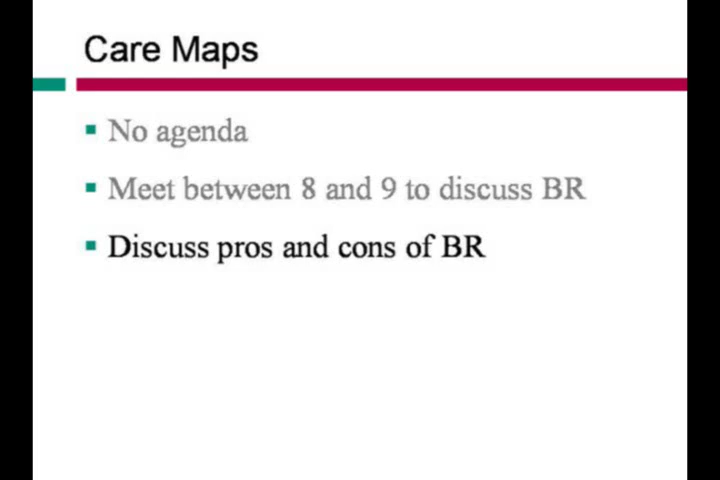 Care Maps
No agenda
Meet between 8 and 9 to discuss BR
Discuss pros and cons of BR